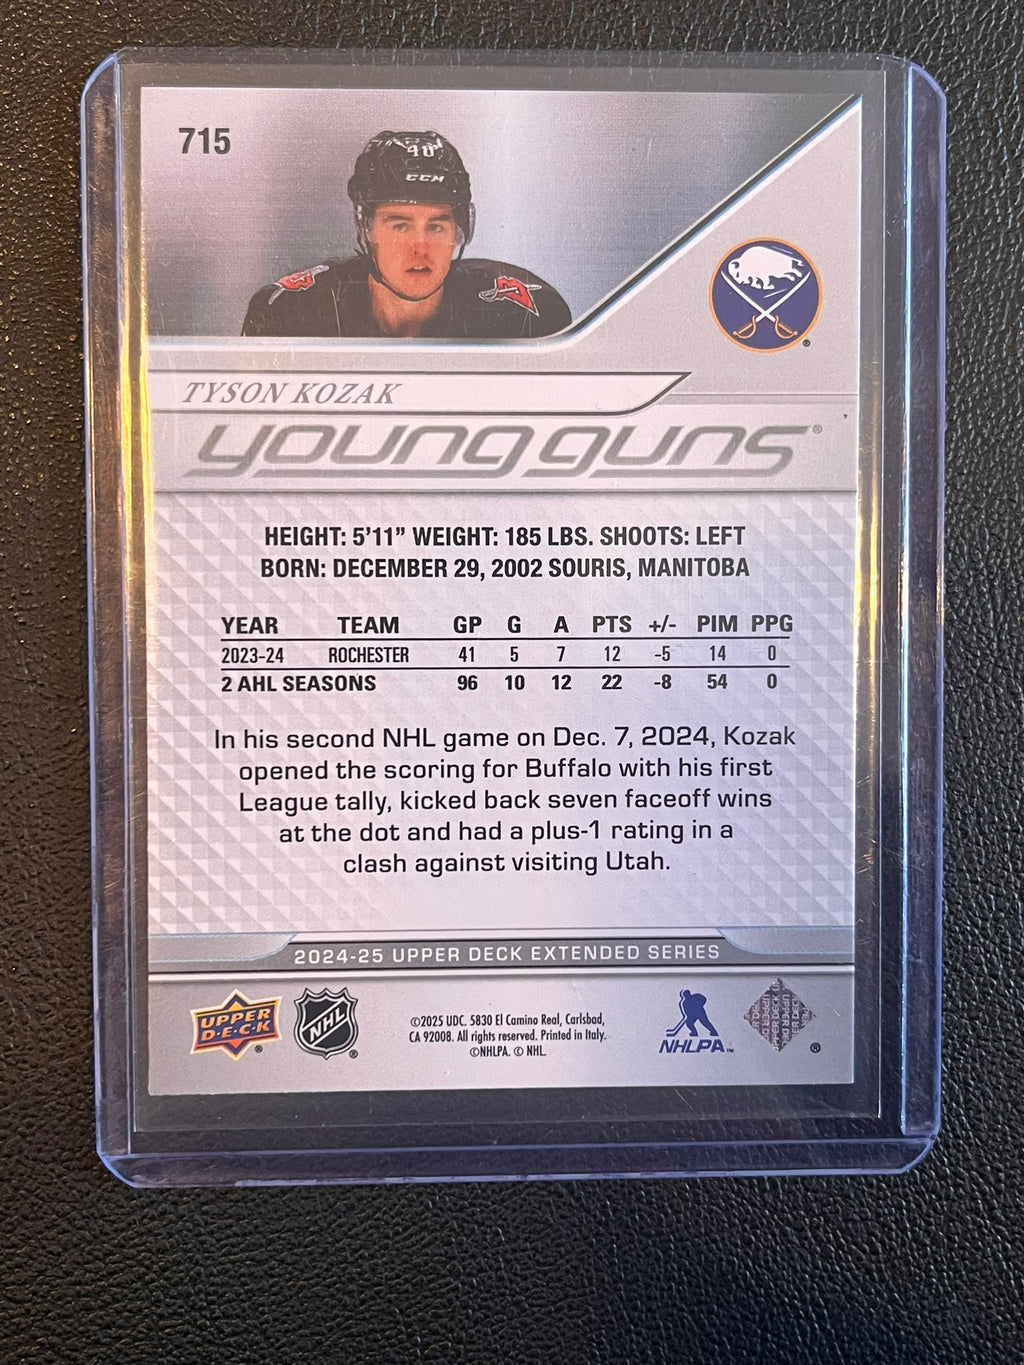 715
40
CCM
TYSON KOZAK
young guns®
HEIGHT: 5'11” WEIGHT: 185 LBS. SHOOTS: LEFT
BORN: DECEMBER 29, 2002 SOURIS, MANITOBA
YEAR TEAM GP G A PTS +/- PIM PPG
2023-24 ROCHESTER 41 5 7 12 -5 14 0
2 AHL SEASONS 96 10 12 22 -8 54 0
In his second NHL game on Dec. 7, 2024, Kozak
opened the scoring for Buffalo with his first
League tally, kicked back seven faceoff wins
at the dot and had a plus-1 rating in a
clash against visiting Utah.
2024-25 UPPER DECK EXTENDED SERIES
UPPER
D·E·C·K
®
NHL
®
©2025 UDC. 5830 El Camino Real, Carlsbad,
CA 92008. All rights reserved. Printed in Italy.
©NHLPA. © NHL.
NHLPA™
UPPER DECK
®